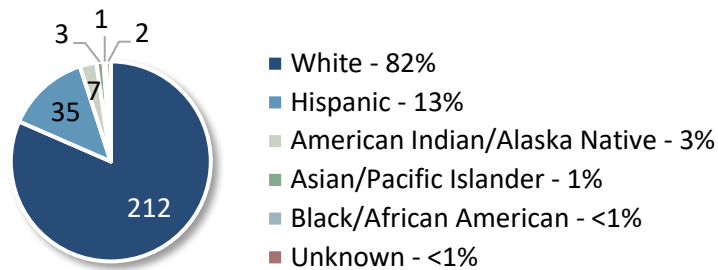 1
3
2
7
35
212
White - 82%
Hispanic - 13%
American Indian/Alaska Native - 3%
Asian/Pacific Islander - 1%
Black/African American - <1%
Unknown - <1%